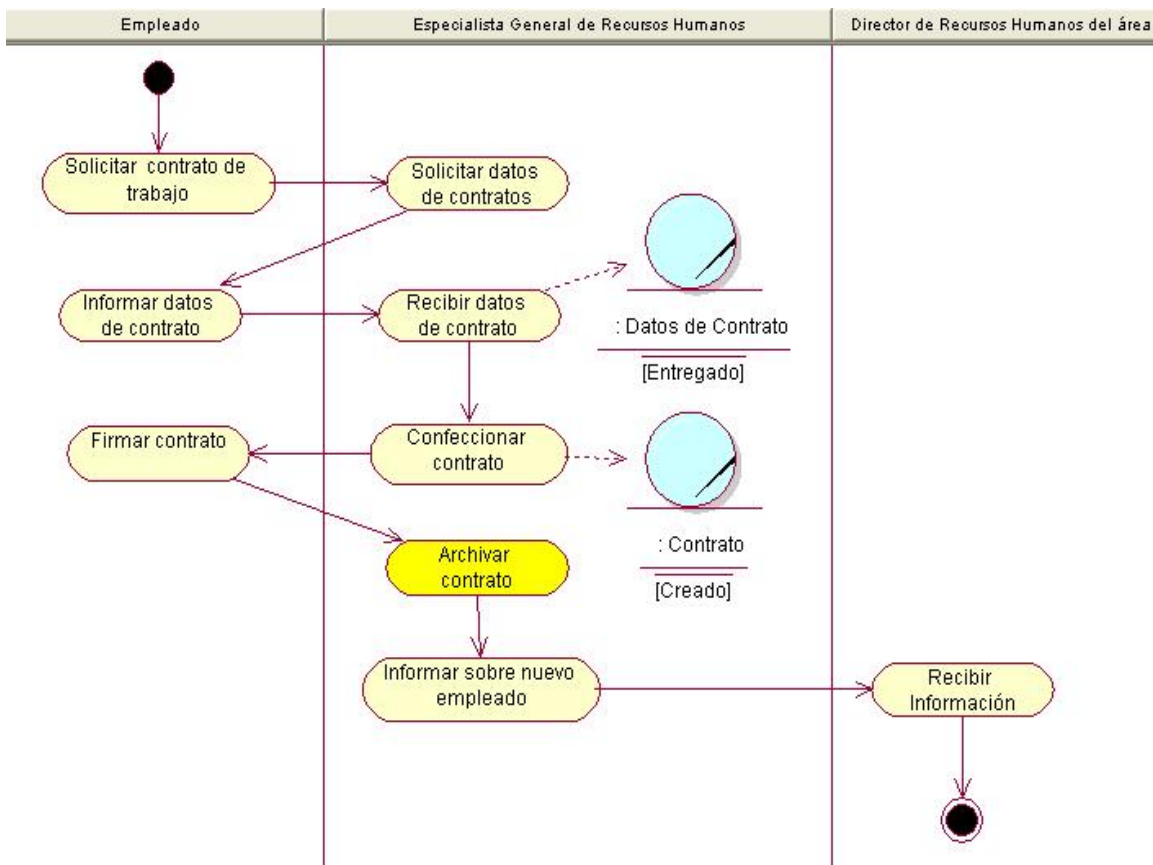 Empleado
Especialista General de Recursos Humanos
Director de Recursos Humanos del área
Solicitar contrato de
trabajo
Solicitar datos
de contratos
Informar datos
de contrato
Recibir datos
de contrato
: Datos de Contrato
[Entregado]
Firmar contrato
Confeccionar
contrato
: Contrato
[Creado]
Archivar
contrato
Informar sobre nuevo
empleado
Recibir
Información